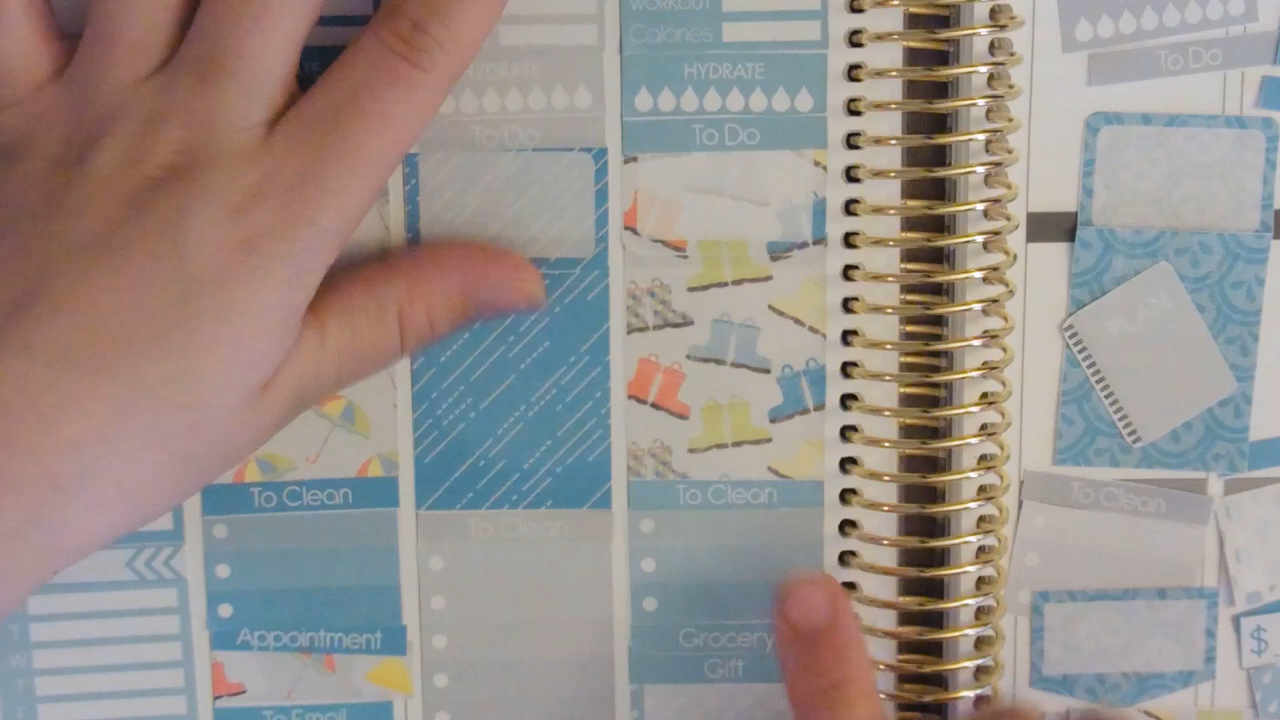 WORKOUT
Calories
HYDRATE
HYDRATE
To Do
To Do
To Do
PLAN
To Clean
To Clean
To Clean
To Clean
Appointment
Grocery
Gift
To Email
$